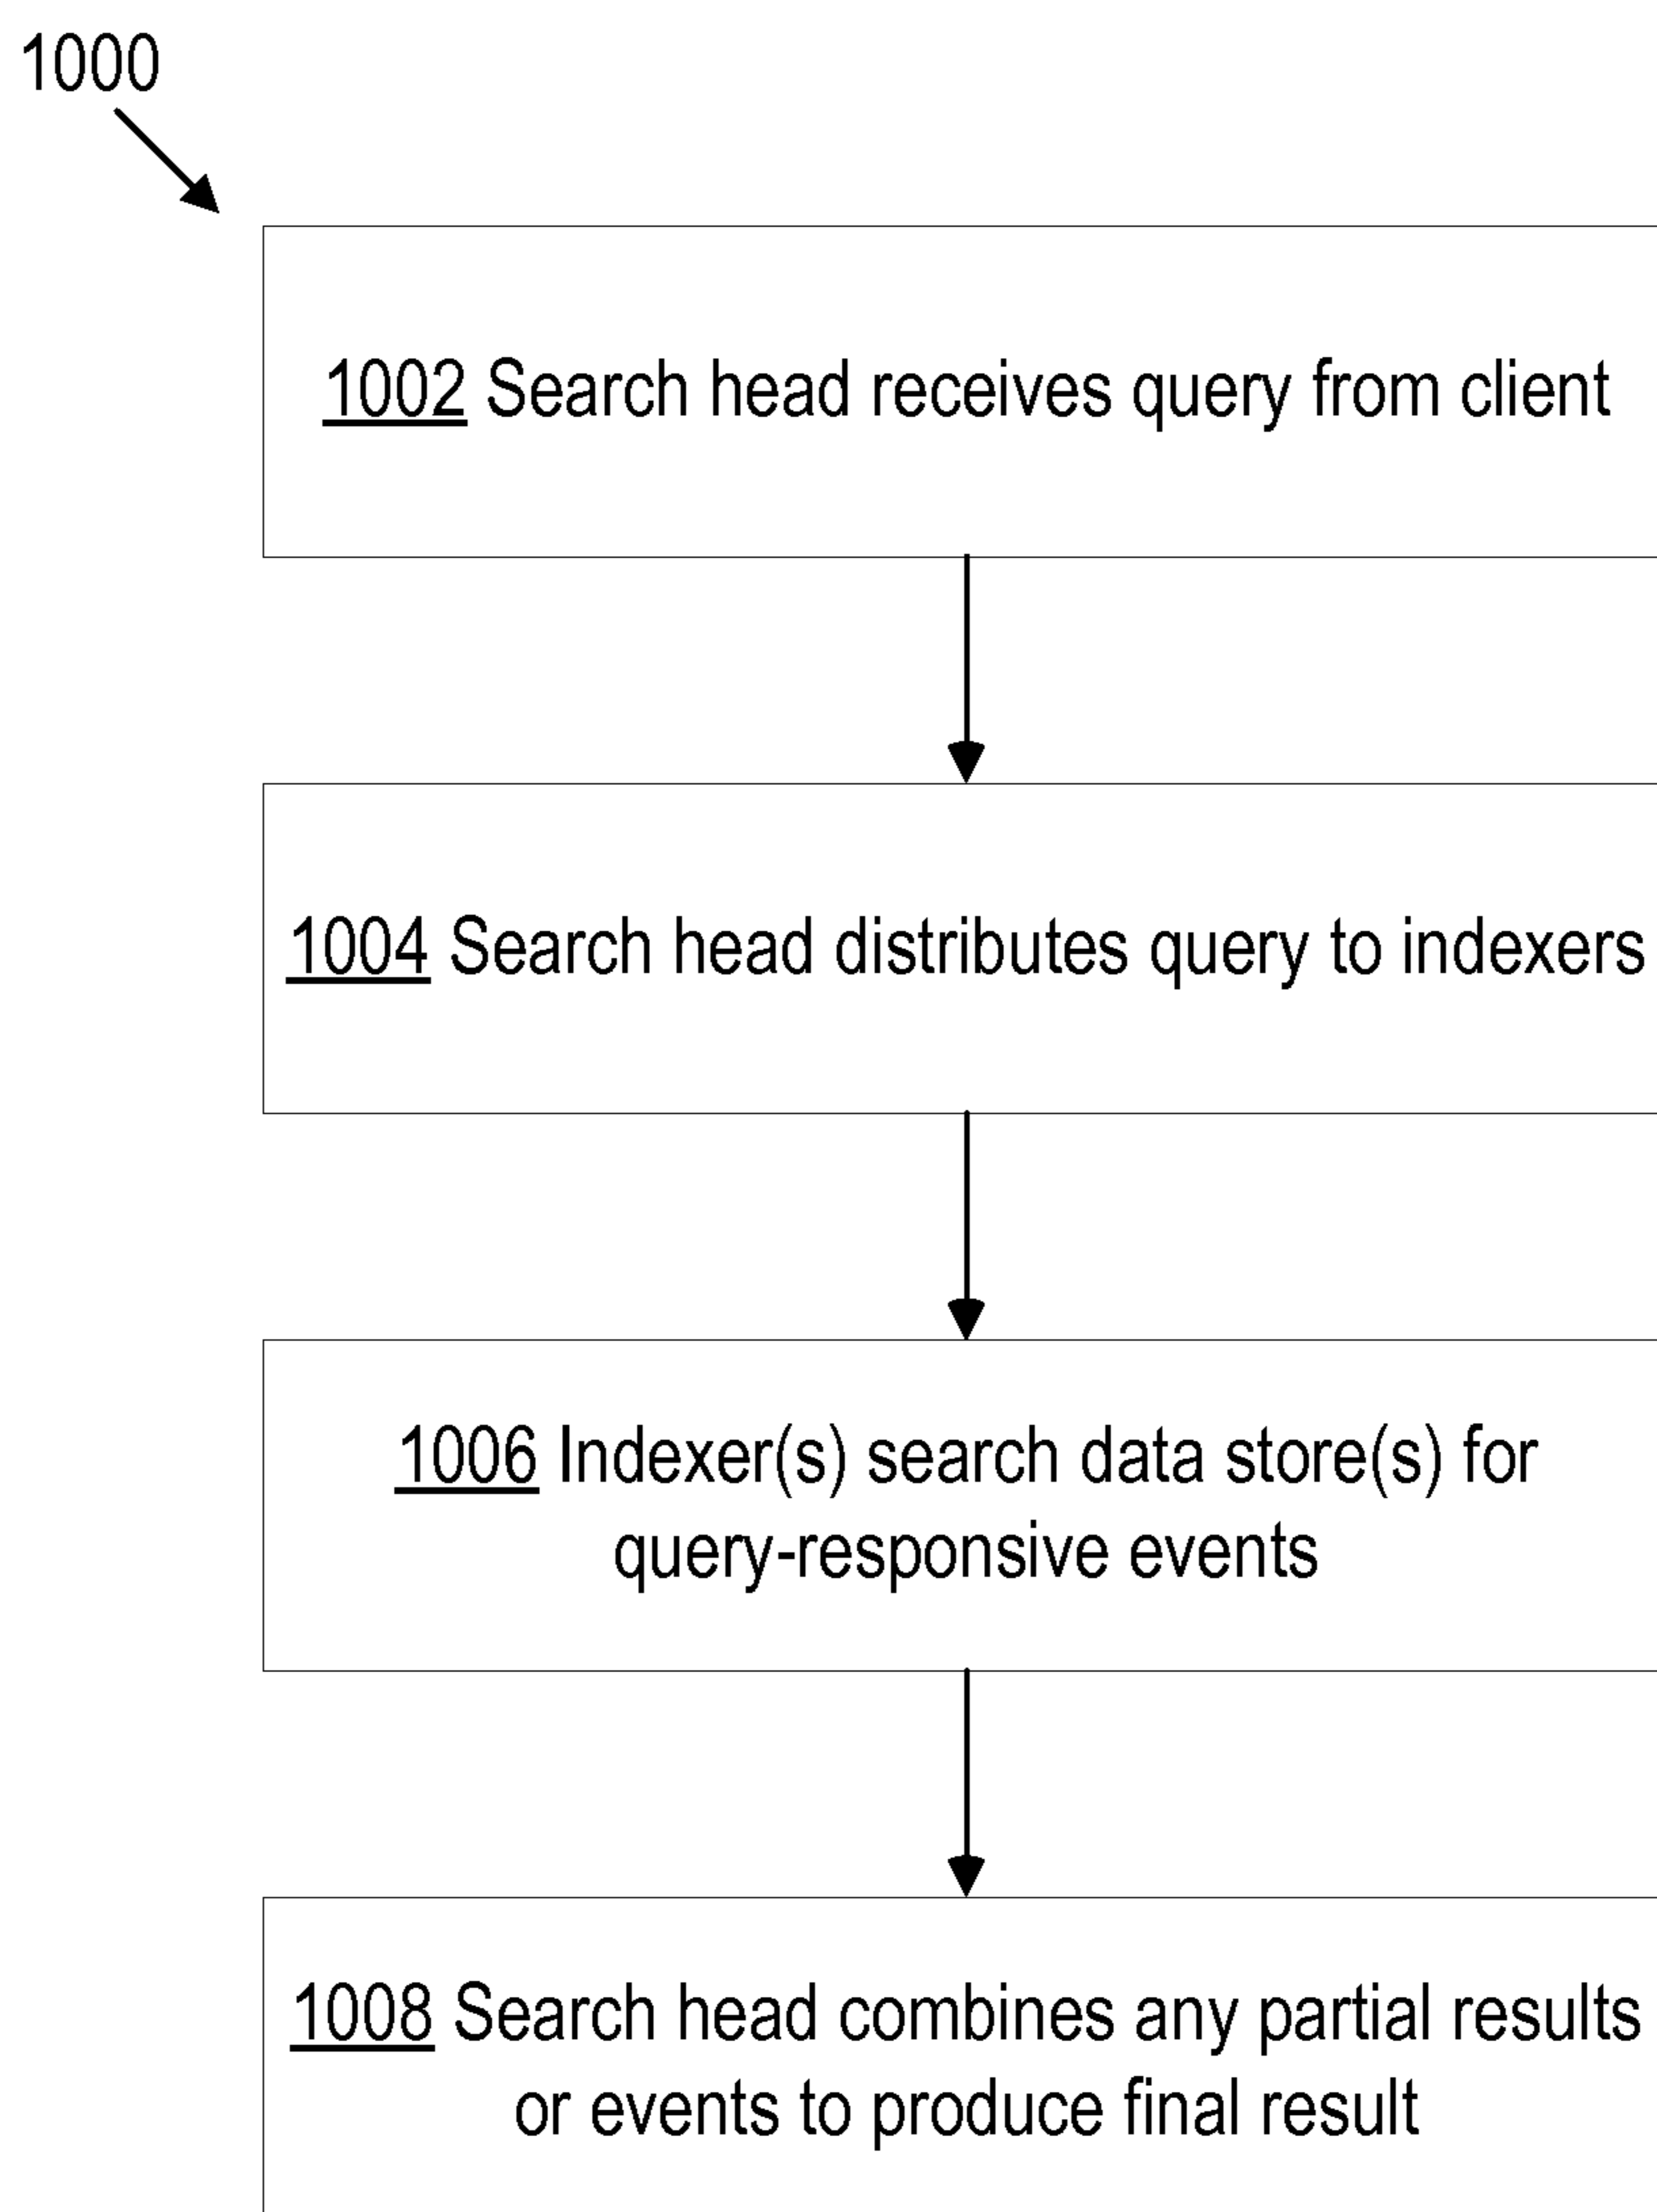 1000
1002 Search head receives query from client
1004 Search head distributes query to indexers
1006 Indexer(s) search data store(s) for
query-responsive events
1008 Search head combines any partial results
or events to produce final result